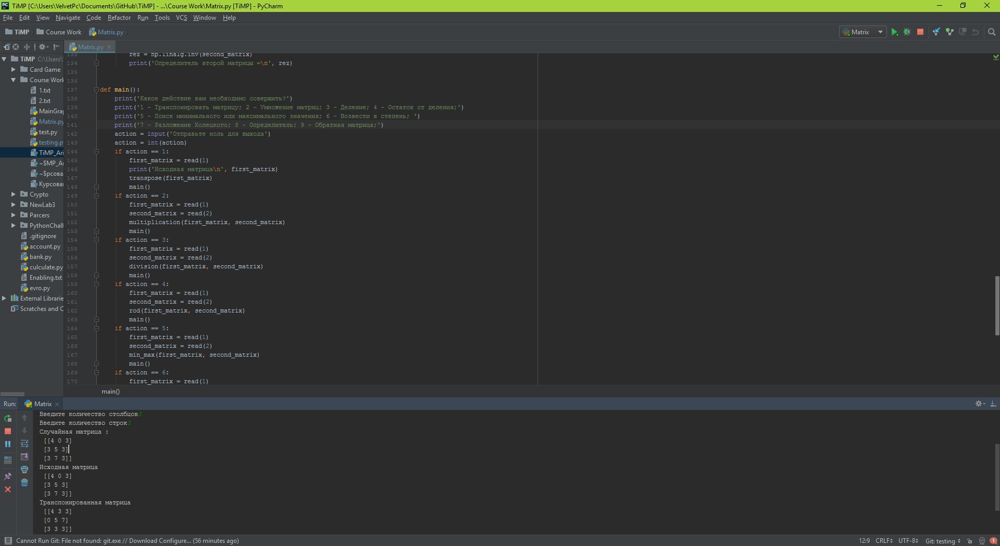 TiMP [C:\Users\VelvetPc\Documents\GitHub\TiMP] - ...\Course Work\Matrix.py [TiMP] - PyCharm
File Edit View Navigate Code Refactor Run Tools VCS Window Help
TiMP Course Work Matrix.py
Matrix
Matrix.py
TiMP C:\Users\
Card Game
Course Work
1.txt
2.txt
MainGra
Matrix.py
test.py
testing.py
TiMP_Ari
~$MP_Ar
~$рсова
Курсовая
Crypto
NewLab3
Parcers
PythonChall
.gitignore
account.py
bank.py
culculate.py
Enabling.txt
evro.py
External Librarie
Scratches and C
133 rez = np.linalg.inv(second_matrix)
134 print('Определитель второй матрицы =\n', rez)
135
136
137 def main():
138 print('Какое действие вам необходимо совершить?')
139 print('1 - Транспонировать матрицу; 2 - Умножение матриц; 3 - Деление; 4 - Остаток от деления;')
140 print('5 - Поиск минимального или максимального значения; 6 - Возвести в степень; ')
141 print('7 - Разложение Холецкого; 8 - Определитель; 9 - Обратная матрица;')
142 action = input('Отправьте ноль для выхода')
143 action = int(action)
144 if action == 1:
145 first_matrix = read(1)
146 print('Исходная матрица\n', first_matrix)
147 transpose(first_matrix)
148 main()
149 if action == 2:
150 first_matrix = read(1)
151 second_matrix = read(2)
152 multiplication(first_matrix, second_matrix)
153 main()
154 if action == 3:
155 first_matrix = read(1)
156 second_matrix = read(2)
157 division(first_matrix, second_matrix)
158 main()
159 if action == 4:
160 first_matrix = read(1)
161 second_matrix = read(2)
162 rod(first_matrix, second_matrix)
163 main()
164 if action == 5:
165 first_matrix = read(1)
166 second_matrix = read(2)
167 min_max(first_matrix, second_matrix)
168 main()
169 if action == 6:
170 first_matrix = read(1)
main()
Run: Matrix
Введите количество столбцов3
Введите количество строк3
Случайная матрица :
[[4 0 3]
[3 5 3]
[3 7 3]]
Исходная матрица
[[4 0 3]
[3 5 3]
[3 7 3]]
Транспонированная матрица
[[4 3 3]
[0 5 7]
[3 3 3]]
Cannot Run Git: File not found: git.exe // Download Configure... (56 minutes ago) 12:9 CRLF UTF-8 Git: testing 1